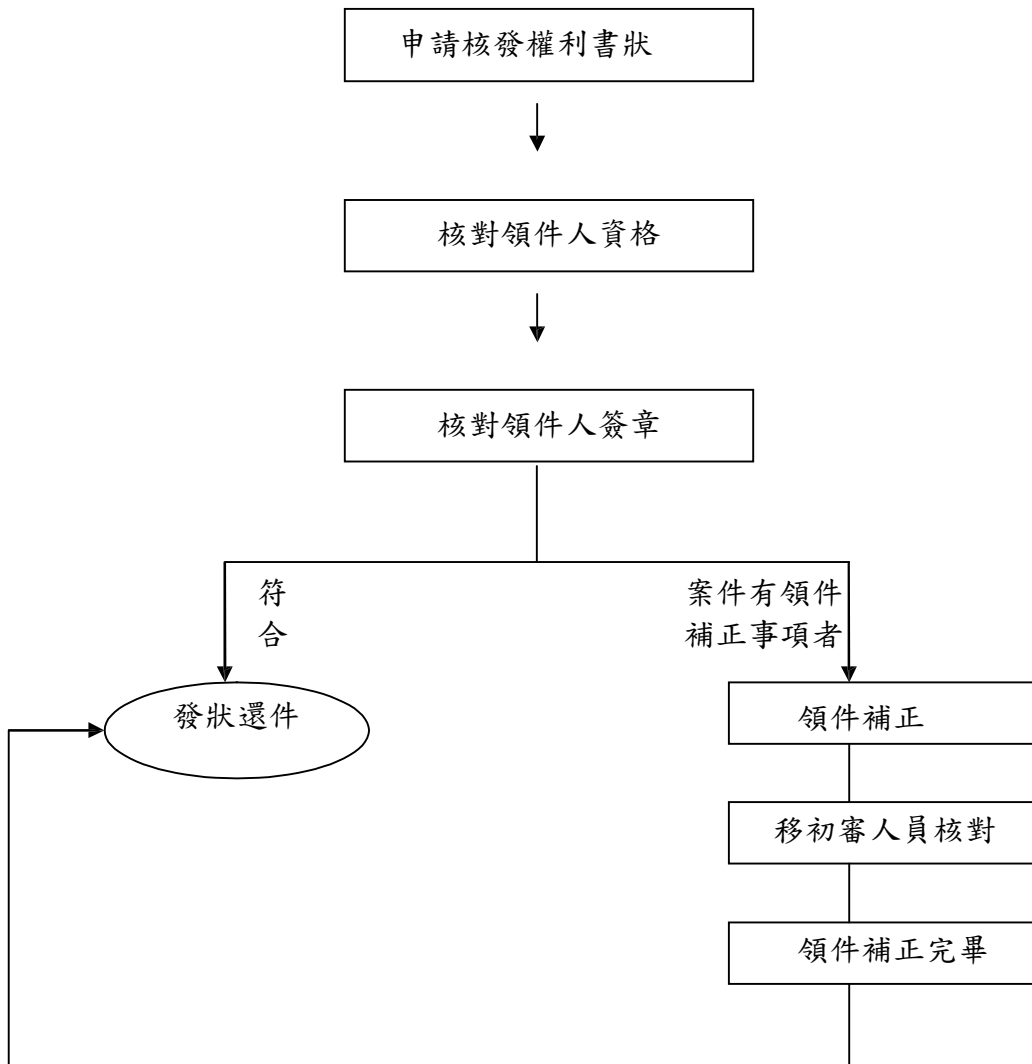 申請核發權利書狀
核對領件人資格
核對領件人簽章
符
合
案件有領件
補正事項者
發狀還件
領件補正
移初審人員核對
領件補正完畢